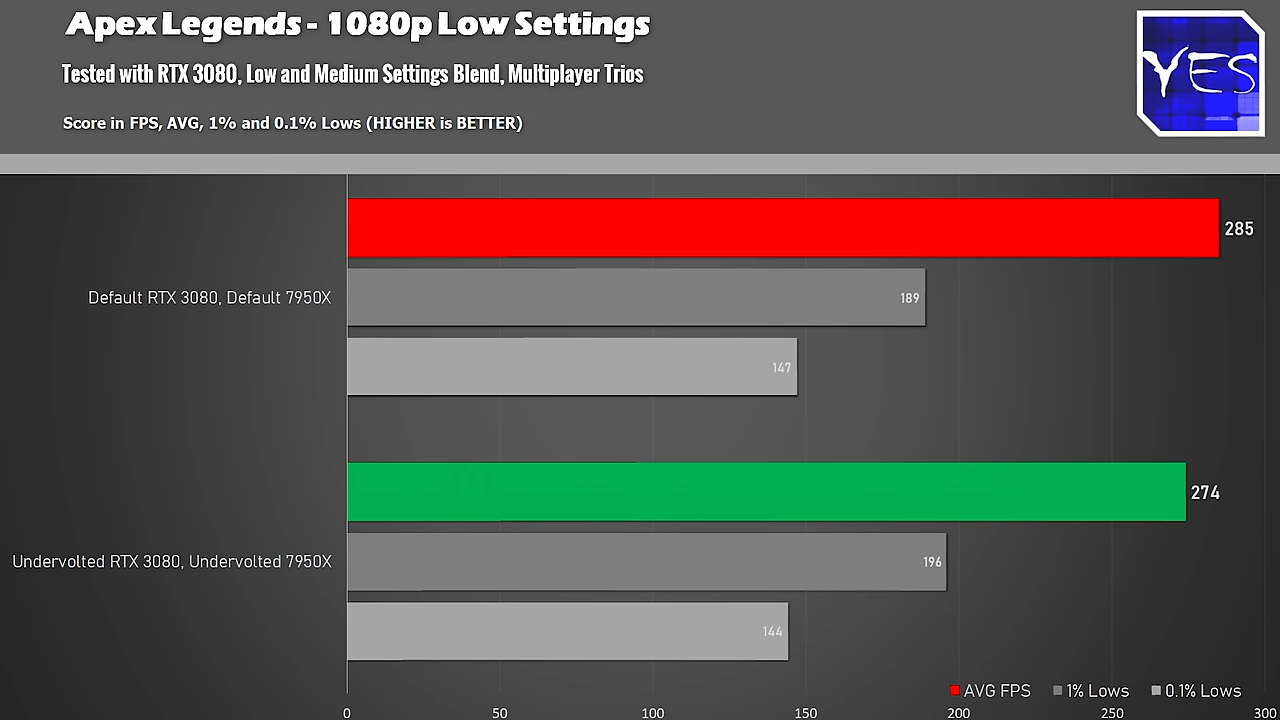 Apex Legends - 1080p Low Settings
Tested with RTX 3080, Low and Medium Settings Blend, Multiplayer Trios
Score in FPS, AVG, 1% and 0.1% Lows (HIGHER is BETTER)
YES
285
Default RTX 3080, Default 7950X
189
147
274
Undervolted RTX 3080, Undervolted 7950X
196
144
AVG FPS 1% Lows 0.1% Lows
0 50 100 150 200 250 300